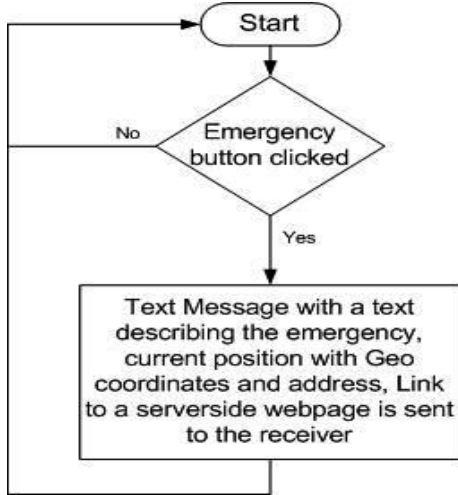 Start
Emergency
button clicked
No
Yes
Text Message with a text
describing the emergency,
current position with Geo
coordinates and address, Link
to a serverside webpage is sent
to the receiver